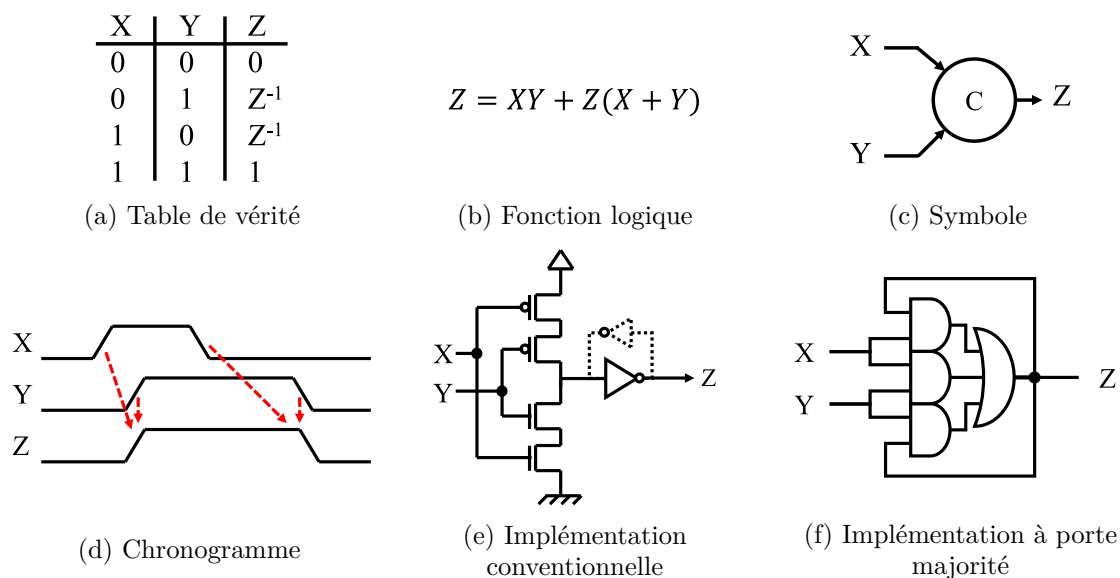 X Y Z
0 0 0
0 1 Z⁻¹
1 0 Z⁻¹
1 1 1
(a) Table de vérité
Z = XY + Z(X + Y)
(b) Fonction logique
X
C
Z
Y
(c) Symbole
X
Y
Z
(d) Chronogramme
X
Y
Z
(e) Implémentation
conventionnelle
X
Y
Z
(f) Implémentation à porte
majorité